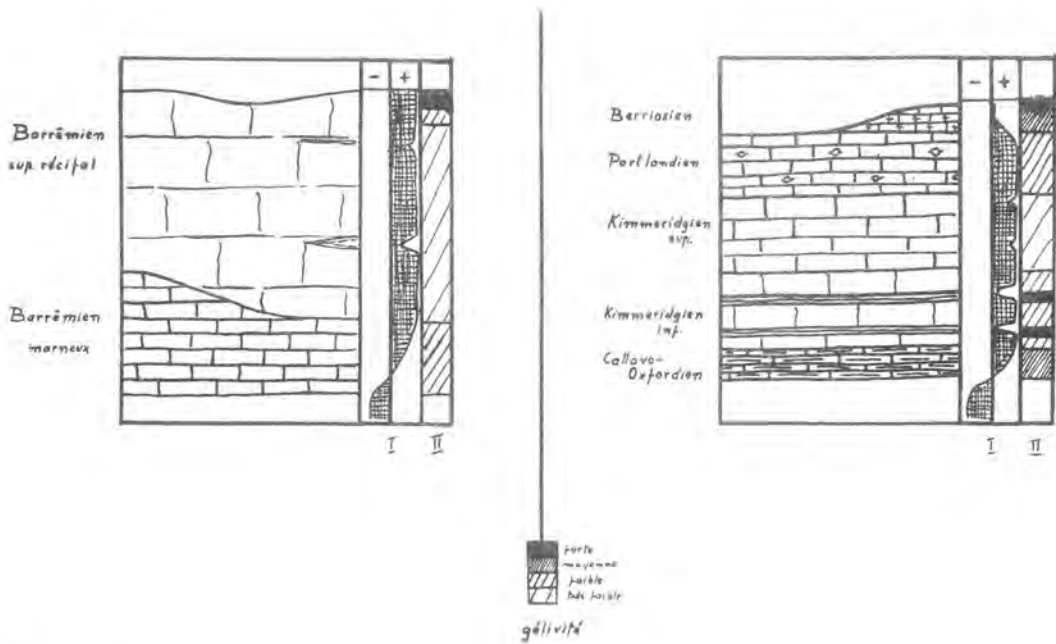 - +
Barrêmien
sup. récifal
Barrêmien
marneux
I II
- +
Berriasien
Portlandien
Kimmeridgien
sup.
Kimmeridgien
inf.
Callovo-
Oxfordien
I II
forte
moyenne
faible
très faible
gélivité